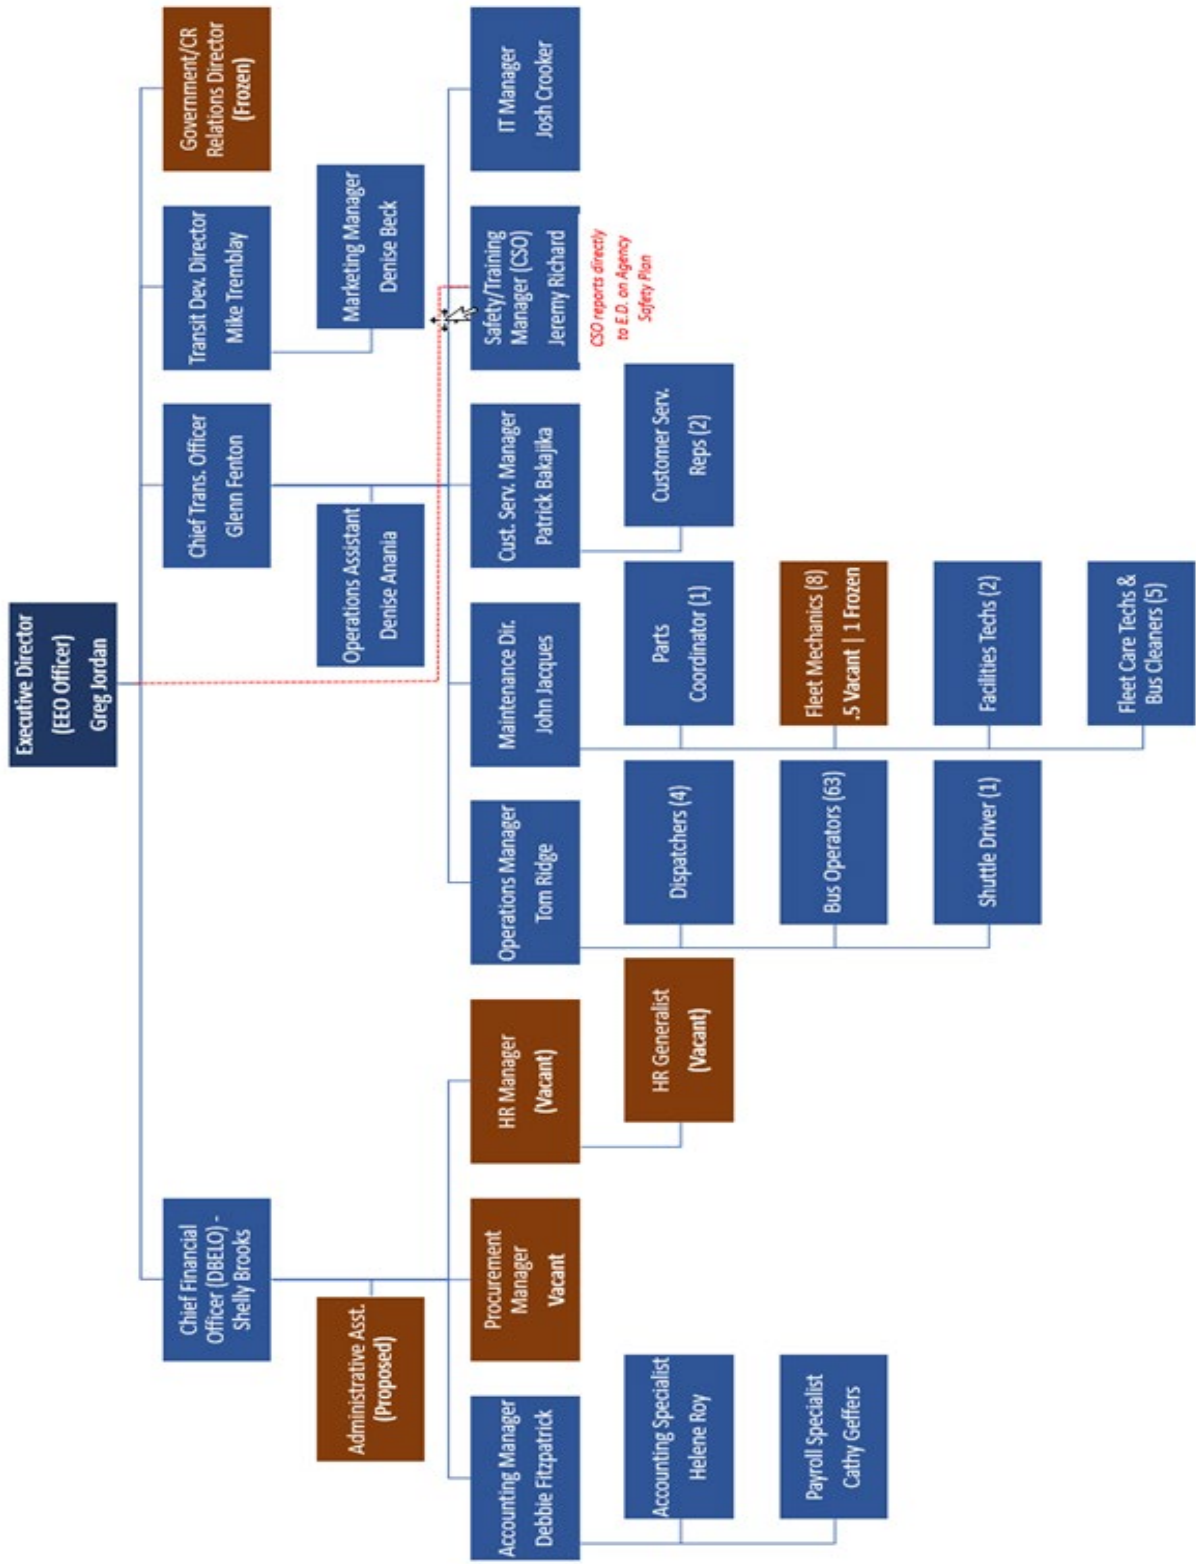 Executive Director
(EEO Officer)
Greg Jordan
Chief Financial
Officer (DBELO) -
Shelly Brooks
Chief Trans. Officer
Glenn Fenton
Transit Dev. Director
Mike Tremblay
Government/CR
Relations Director
(Frozen)
Administrative Asst.
(Proposed)
Operations Assistant
Denise Anania
Marketing Manager
Denise Beck
Accounting Manager
Debbie Fitzpatrick
Procurement
Manager
Vacant
HR Manager
(Vacant)
Operations Manager
Tom Ridge
Maintenance Dir.
John Jacques
Cust. Serv. Manager
Patrick Bakajika
Safety/Training
Manager (CSO)
Jeremy Richard
IT Manager
Josh Crooker
CSO reports directly
to E.D. on Agency
Safety Plan
Accounting Specialist
Helene Roy
HR Generalist
(Vacant)
Dispatchers (4)
Parts
Coordinator (1)
Customer Serv.
Reps (2)
Payroll Specialist
Cathy Geffers
Bus Operators (63)
Fleet Mechanics (8)
.5 Vacant | 1 Frozen
Shuttle Driver (1)
Facilities Techs (2)
Fleet Care Techs &
Bus Cleaners (5)